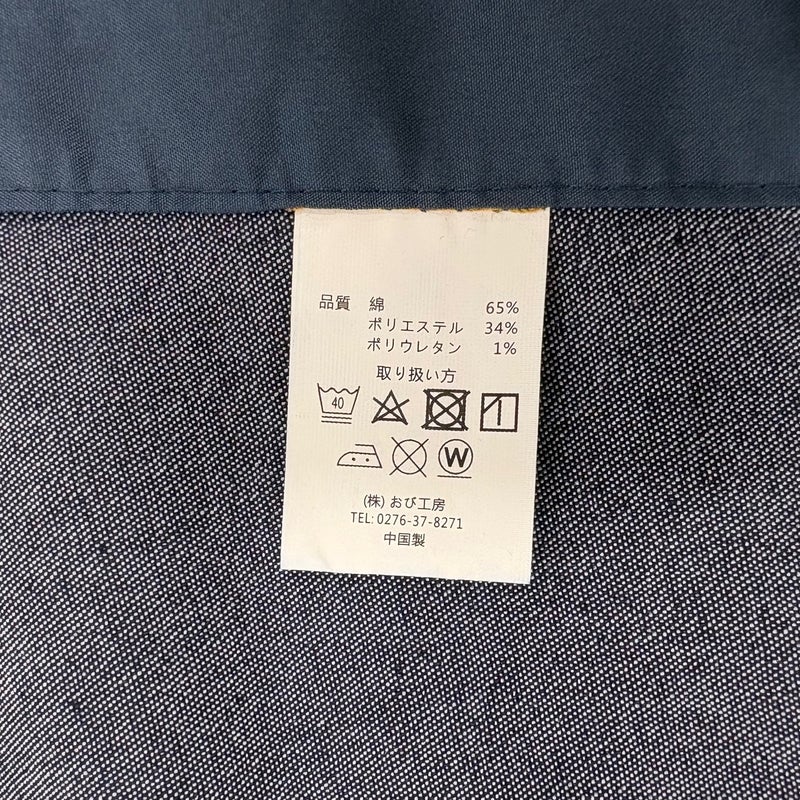 品質 綿 65%
ポリエステル 34%
ポリウレタン 1%
取り扱い方
40
W
(株) おび工房
TEL: 0276-37-8271
中国製